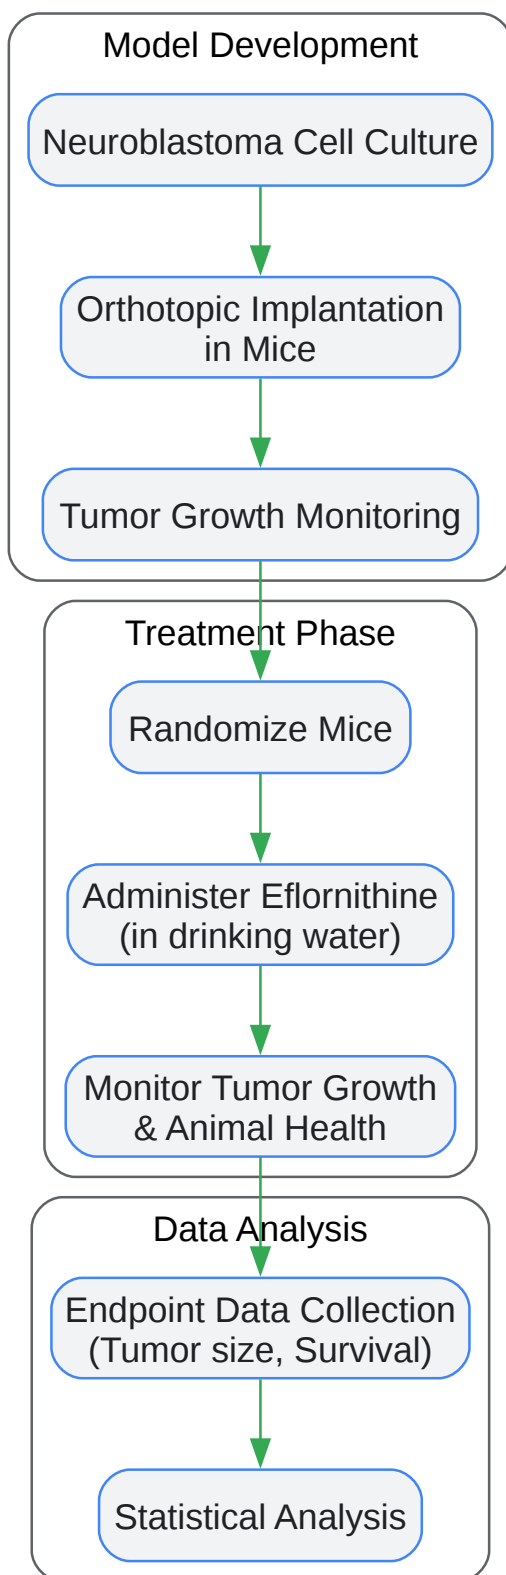 Model Development
Neuroblastoma Cell Culture
Orthotopic Implantation
in Mice
Tumor Growth Monitoring
Treatment Phase
Randomize Mice
Administer Eflornithine
(in drinking water)
Monitor Tumor Growth
& Animal Health
Data Analysis
Endpoint Data Collection
(Tumor size, Survival)
Statistical Analysis